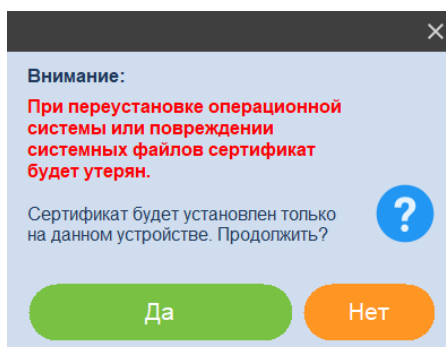 Внимание:
При переустановке операционной
системы или повреждении
системных файлов сертификат
будет утерян.
Сертификат будет установлен только
на данном устройстве. Продолжить?
?
Да
Нет